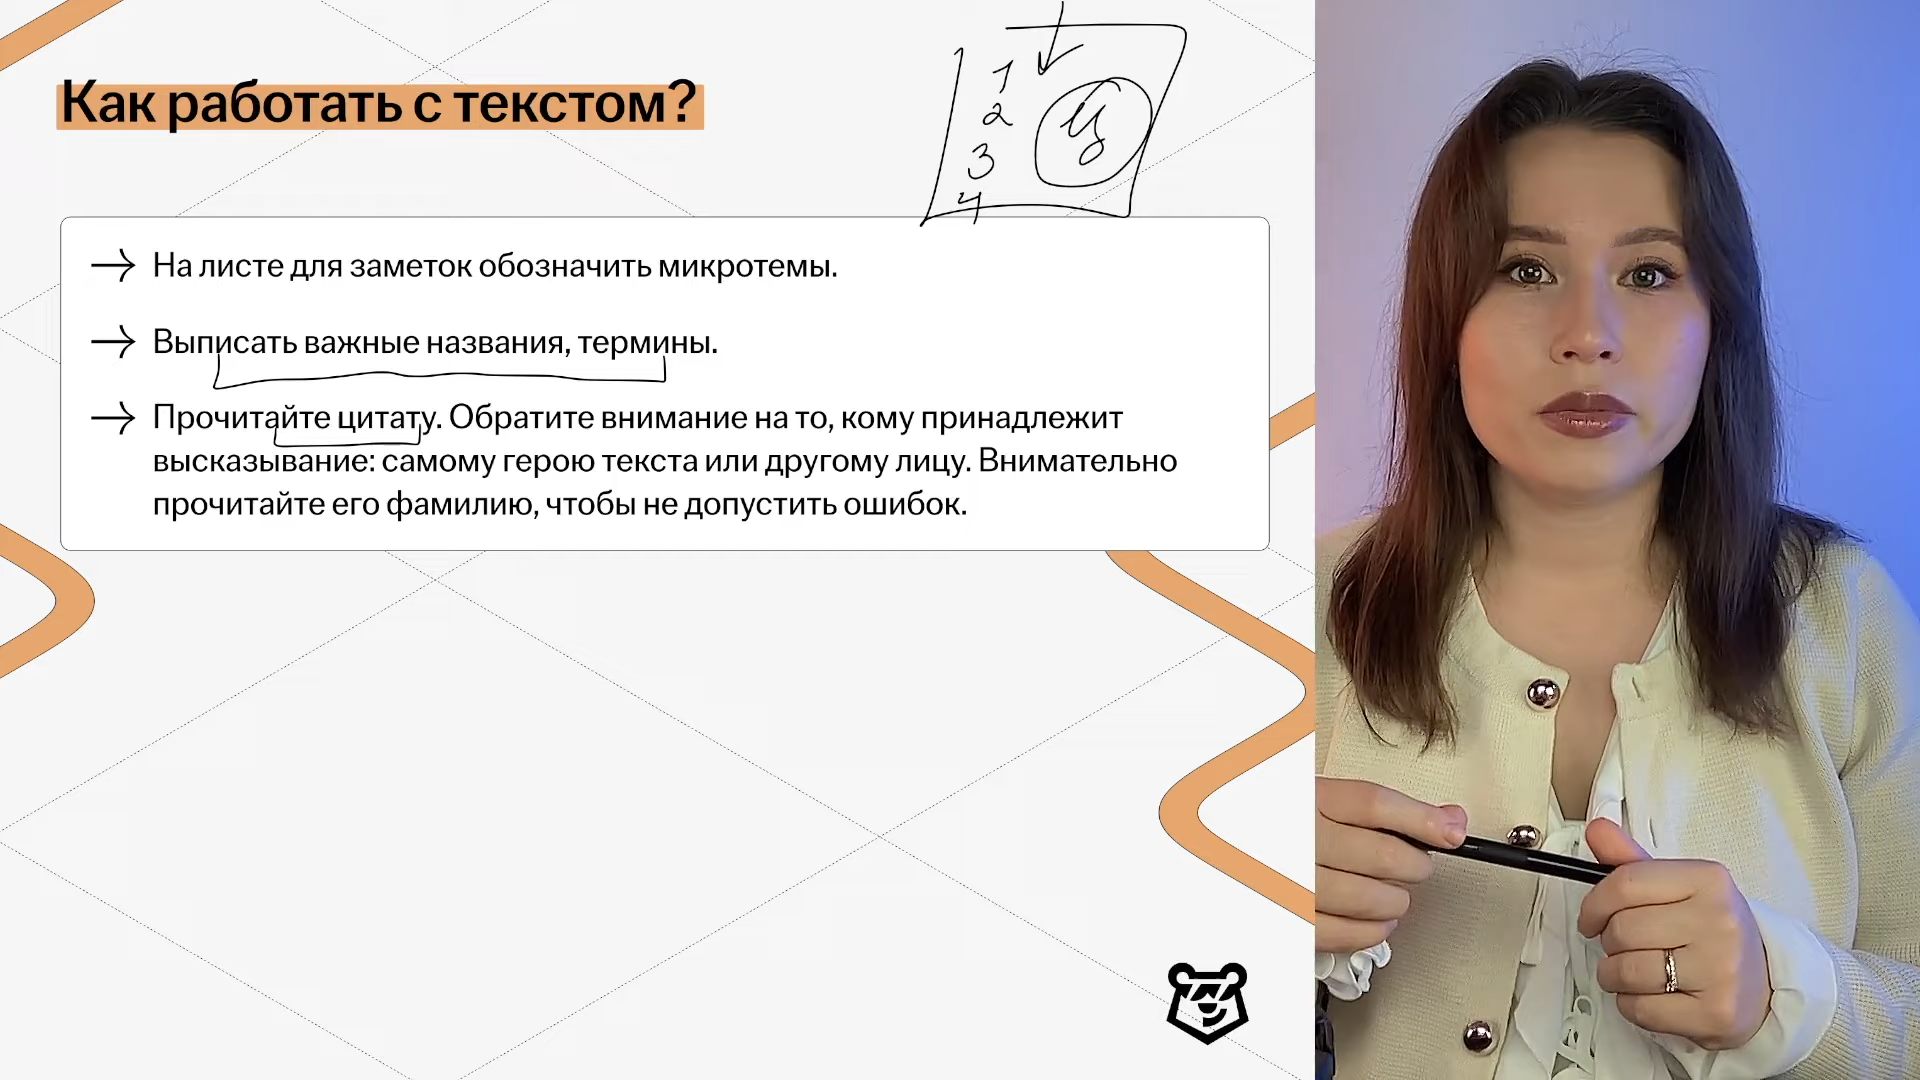 Как работать с текстом?
1
2
3
4
Ц
→ На листе для заметок обозначить микротемы.
→ Выписать важные названия, термины.
→ Прочитайте цитату. Обратите внимание на то, кому принадлежит
высказывание: самому герою текста или другому лицу. Внимательно
прочитайте его фамилию, чтобы не допустить ошибок.